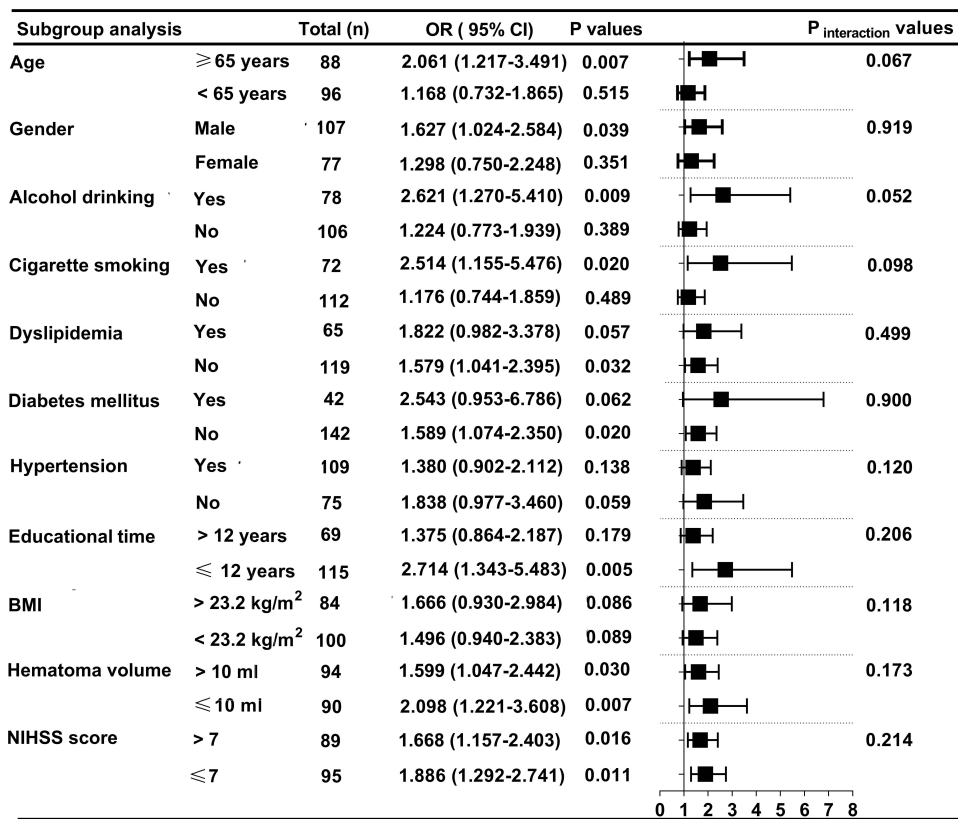 Subgroup analysis Total (n) OR ( 95% CI) P values P interaction values
Age ≥ 65 years 88 2.061 (1.217-3.491) 0.007 0.067
< 65 years 96 1.168 (0.732-1.865) 0.515
Gender Male 107 1.627 (1.024-2.584) 0.039 0.919
Female 77 1.298 (0.750-2.248) 0.351
Alcohol drinking Yes 78 2.621 (1.270-5.410) 0.009 0.052
No 106 1.224 (0.773-1.939) 0.389
Cigarette smoking Yes 72 2.514 (1.155-5.476) 0.020 0.098
No 112 1.176 (0.744-1.859) 0.489
Dyslipidemia Yes 65 1.822 (0.982-3.378) 0.057 0.499
No 119 1.579 (1.041-2.395) 0.032
Diabetes mellitus Yes 42 2.543 (0.953-6.786) 0.062 0.900
No 142 1.589 (1.074-2.350) 0.020
Hypertension Yes 109 1.380 (0.902-2.112) 0.138 0.120
No 75 1.838 (0.977-3.460) 0.059
Educational time > 12 years 69 1.375 (0.864-2.187) 0.179 0.206
≤ 12 years 115 2.714 (1.343-5.483) 0.005
BMI > 23.2 kg/m² 84 1.666 (0.930-2.984) 0.086 0.118
< 23.2 kg/m² 100 1.496 (0.940-2.383) 0.089
Hematoma volume > 10 ml 94 1.599 (1.047-2.442) 0.030 0.173
≤ 10 ml 90 2.098 (1.221-3.608) 0.007
NIHSS score > 7 89 1.668 (1.157-2.403) 0.016 0.214
≤ 7 95 1.886 (1.292-2.741) 0.011
0 1 2 3 4 5 6 7 8